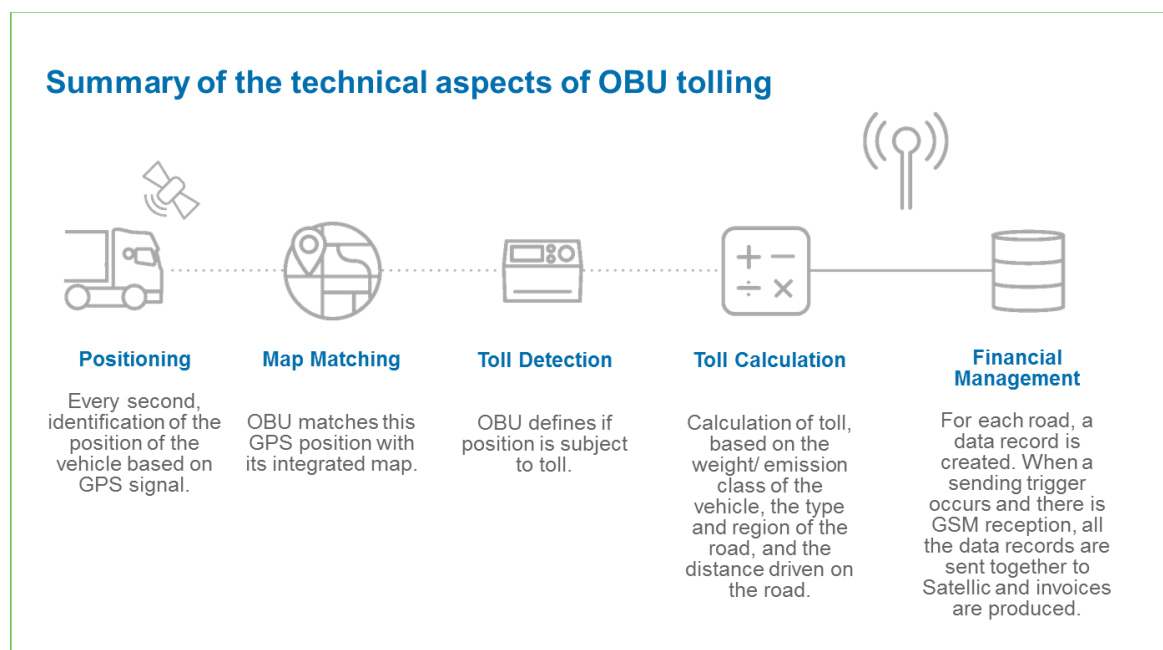 Summary of the technical aspects of OBU tolling
Positioning
Every second,
identification of the
position of the
vehicle based on
GPS signal.
Map Matching
OBU matches this
GPS position with
its integrated map.
Toll Detection
OBU defines if
position is subject
to toll.
Toll Calculation
Calculation of toll,
based on the
weight/ emission
class of the
vehicle, the type
and region of the
road, and the
distance driven on
the road.
Financial
Management
For each road, a
data record is
created. When a
sending trigger
occurs and there is
GSM reception, all
the data records are
sent together to
Satellic and invoices
are produced.